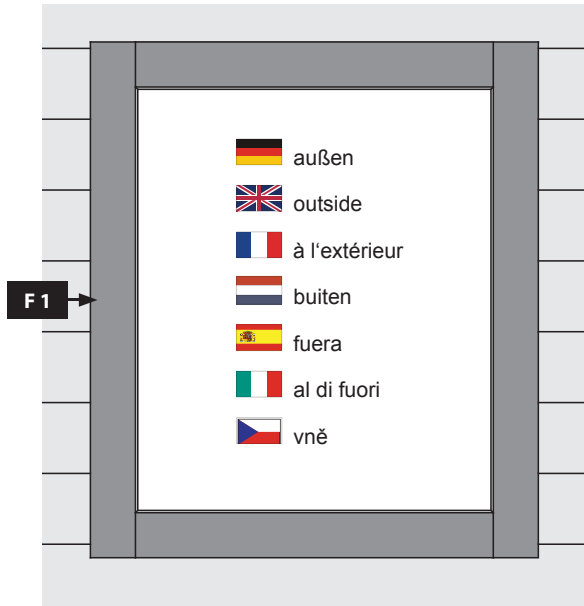 außen
outside
à l‘extérieur
buiten
F 1
fuera
al di fuori
vně